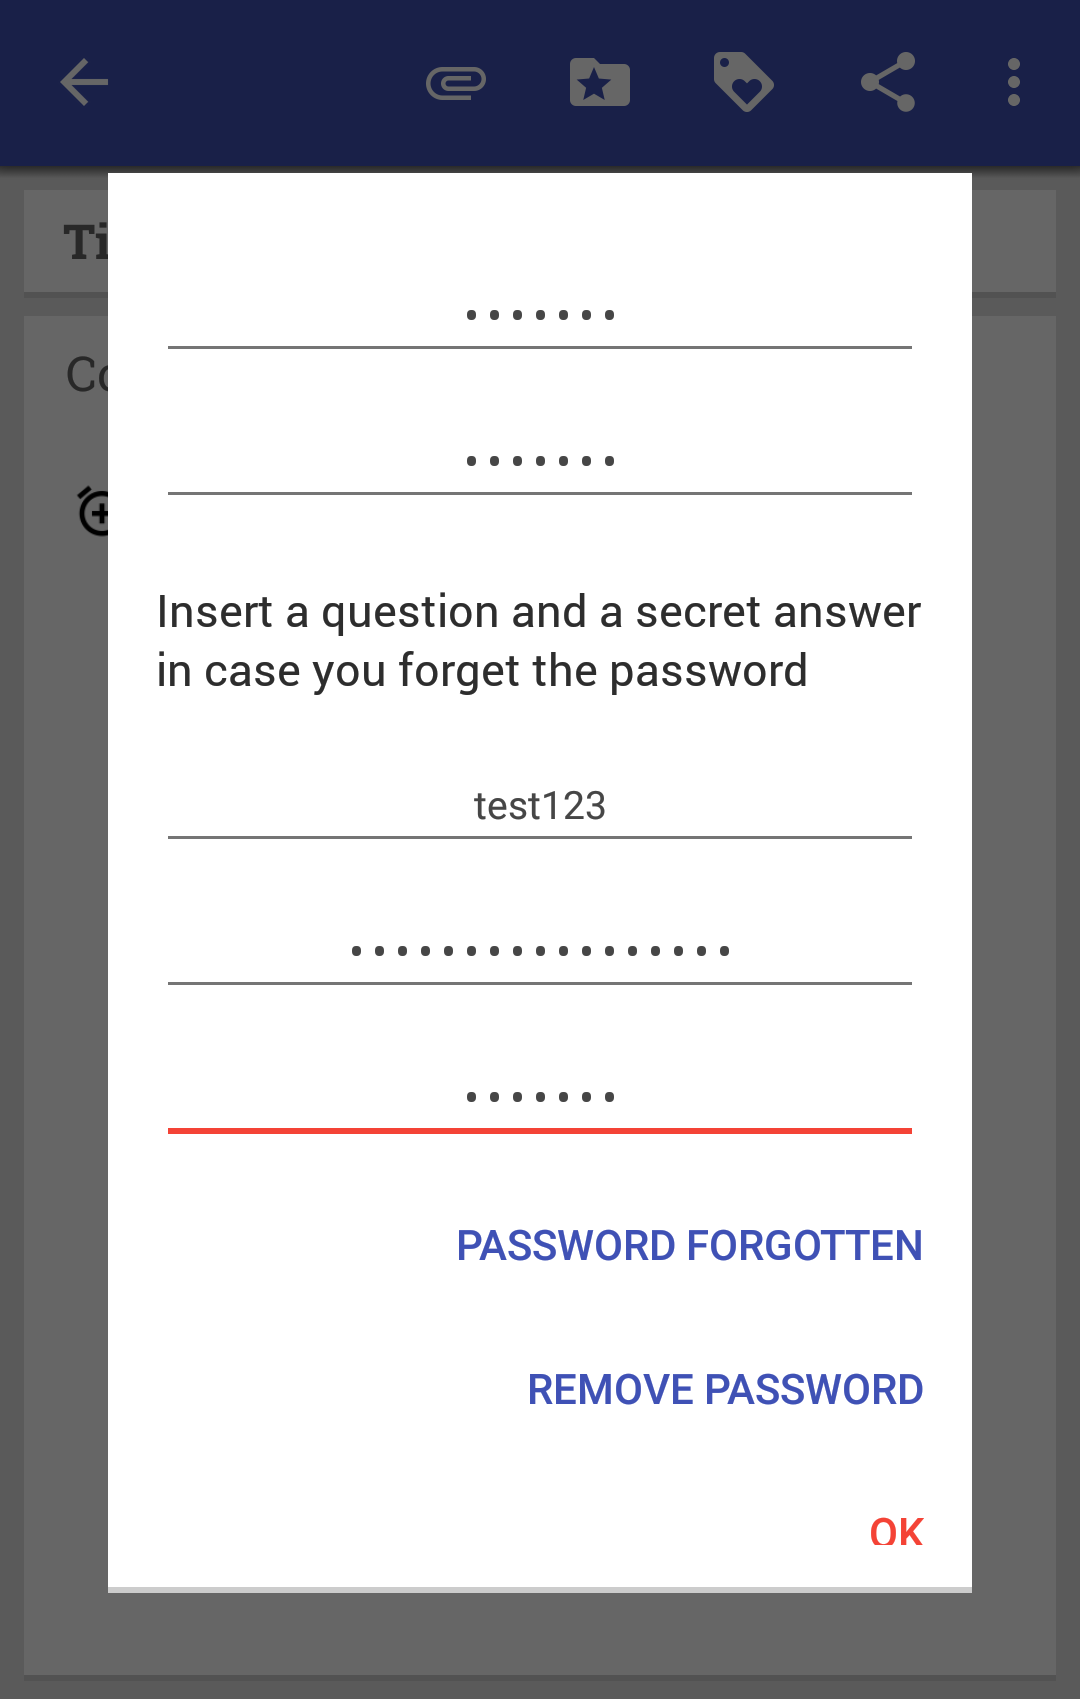 Ti
•••••••
Co
•••••••
Insert a question and a secret answer
in case you forget the password
test123
•••••••••••••••••
•••••••
PASSWORD FORGOTTEN
REMOVE PASSWORD
OK